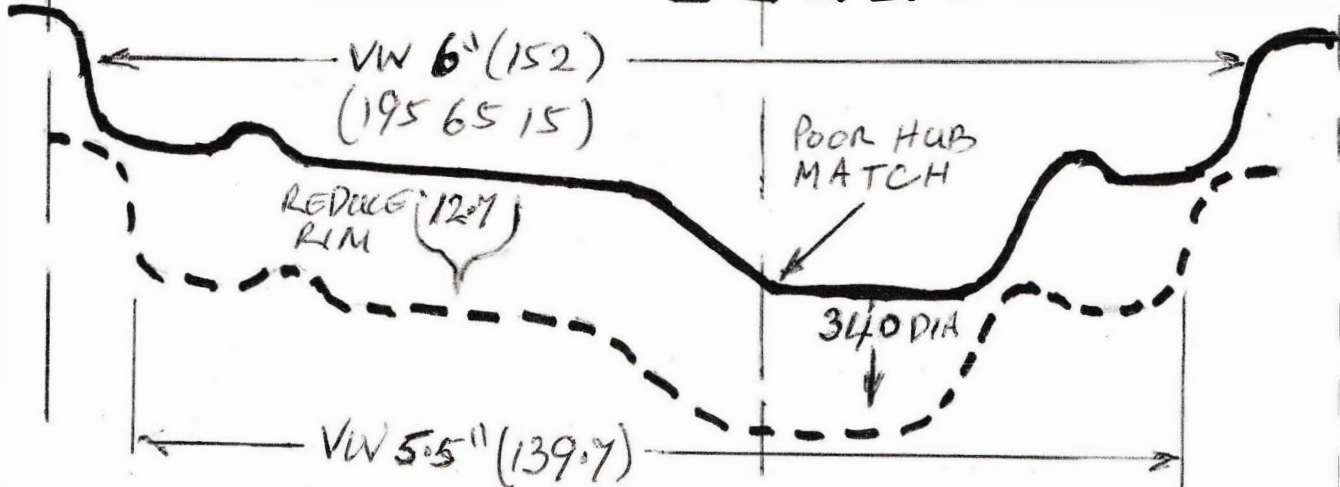 VW 6" (152)
(195 65 15)
POOR HUB
MATCH
REDUCE (12.7)
RIM
340 DIA
VW 5.5" (139.7)